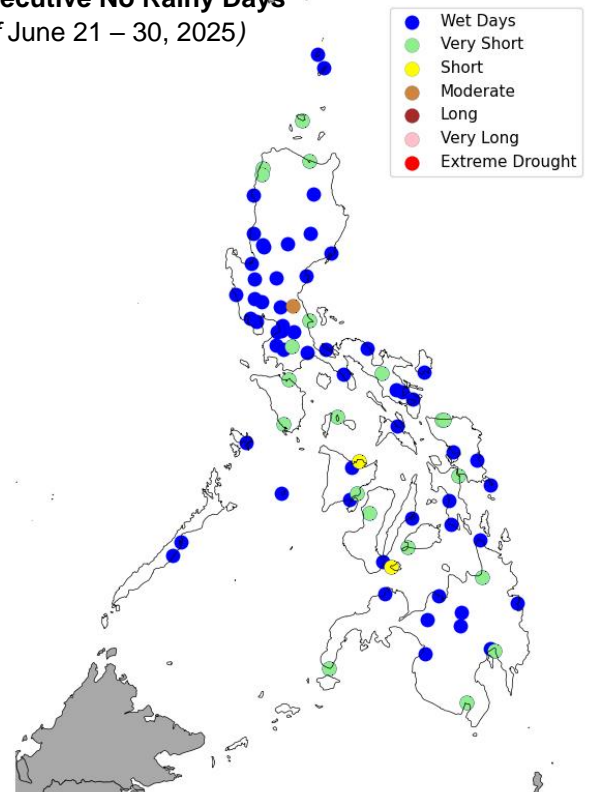 ecutive No Rainy Days
June 21 – 30, 2025)
Wet Days
Very Short
Short
Moderate
Long
Very Long
Extreme Drought